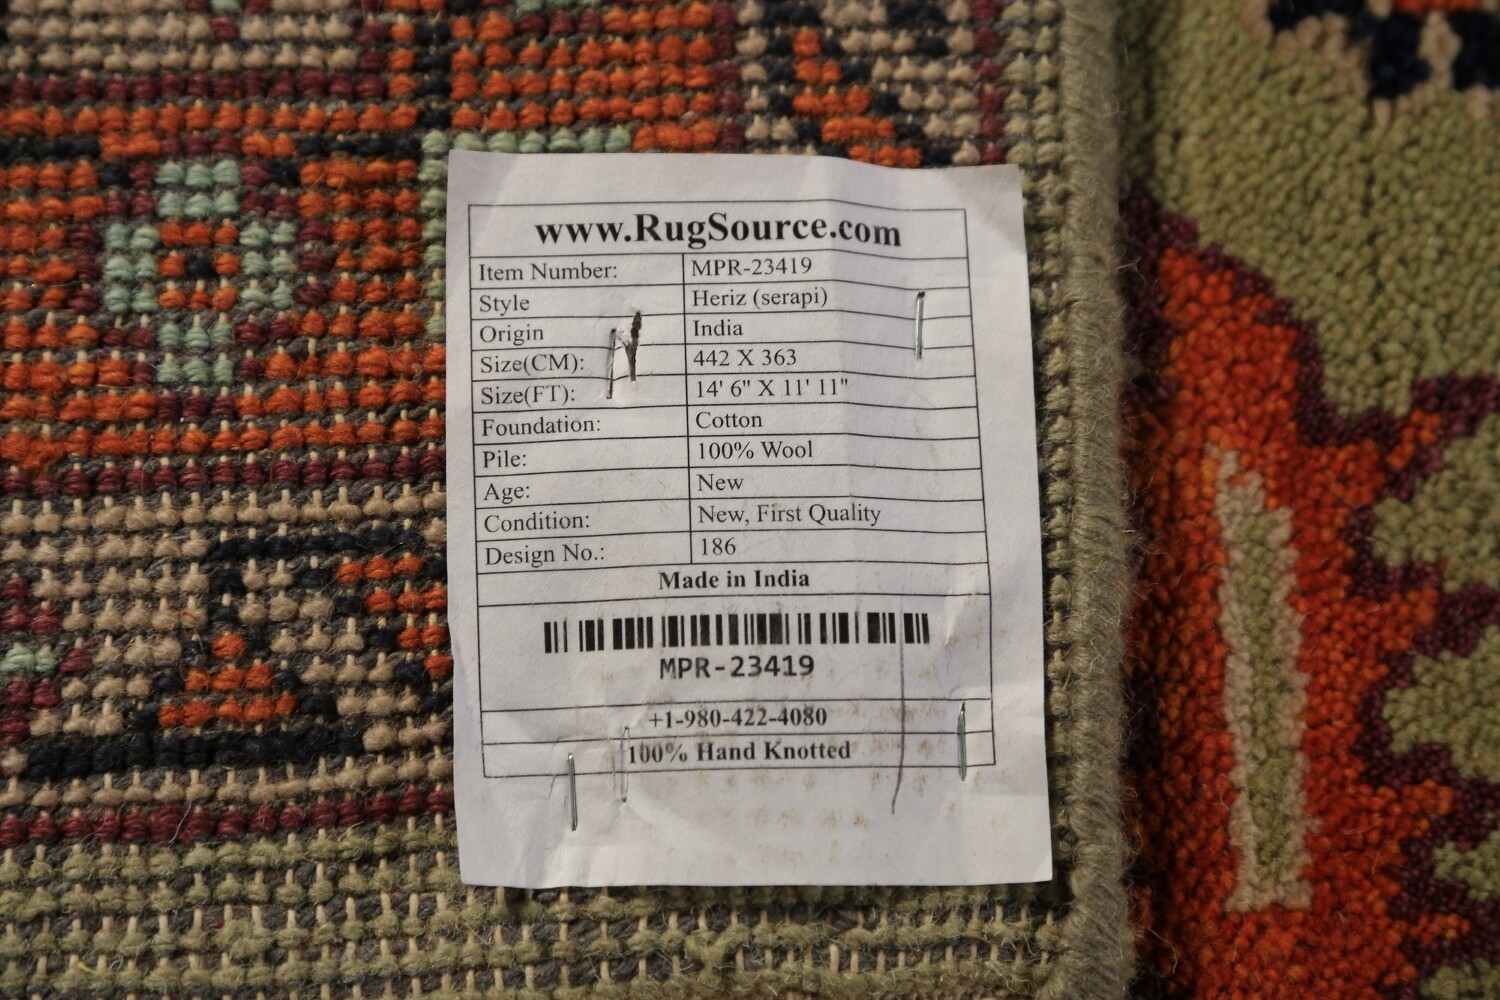 www.RugSource.com
Item Number: MPR-23419
Style Heriz (serapi)
Origin India
Size(CM): 442 X 363
Size(FT): 14' 6" X 11' 11"
Foundation: Cotton
Pile: 100% Wool
Age: New
Condition: New, First Quality
Design No.: 186
Made in India
MPR-23419
+1-980-422-4080
100% Hand Knotted